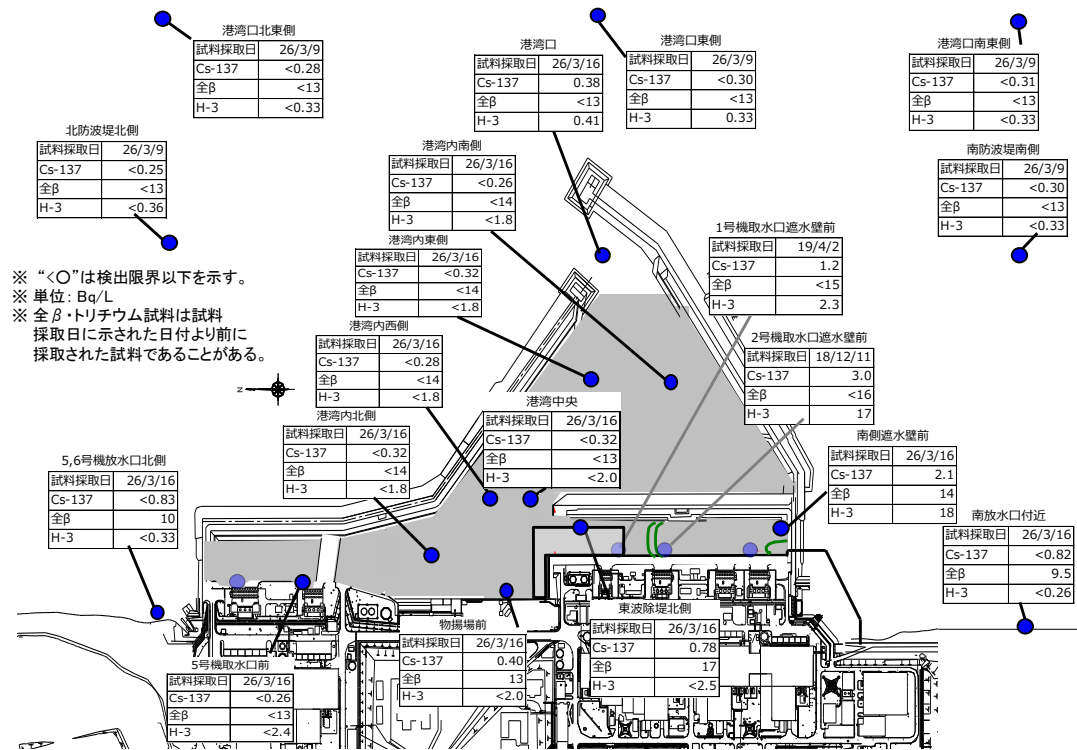 港湾口北東側
試料採取日 26/3/9
Cs-137 <0.28
全β <13
H-3 <0.33
港湾口
試料採取日 26/3/16
Cs-137 0.38
全β <13
H-3 0.41
港湾口東側
試料採取日 26/3/9
Cs-137 <0.30
全β <13
H-3 0.33
港湾口南東側
試料採取日 26/3/9
Cs-137 <0.31
全β <13
H-3 <0.33
北防波堤北側
試料採取日 26/3/9
Cs-137 <0.25
全β <13
H-3 <0.36
港湾内南側
試料採取日 26/3/16
Cs-137 <0.26
全β <14
H-3 <1.8
南防波堤南側
試料採取日 26/3/9
Cs-137 <0.30
全β <13
H-3 <0.33
港湾内東側
試料採取日 26/3/16
Cs-137 <0.32
全β <14
H-3 <1.8
1号機取水口遮水壁前
試料採取日 19/4/2
Cs-137 1.2
全β <15
H-3 2.3
※ “<〇”は検出限界以下を示す。
※ 単位: Bq/L
※ 全β・トリチウム試料は試料
採取日に示された日付より前に
採取された試料であることがある。
港湾内西側
試料採取日 26/3/16
Cs-137 <0.28
全β <14
H-3 <1.8
2号機取水口遮水壁前
試料採取日 18/12/11
Cs-137 3.0
全β <16
H-3 17
Z
港湾中央
試料採取日 26/3/16
Cs-137 <0.32
全β <13
H-3 <2.0
港湾内北側
試料採取日 26/3/16
Cs-137 <0.32
全β <14
H-3 <1.8
南側遮水壁前
試料採取日 26/3/16
Cs-137 2.1
全β 14
H-3 18
5,6号機放水口北側
試料採取日 26/3/16
Cs-137 <0.83
全β 10
H-3 <0.33
南放水口付近
試料採取日 26/3/16
Cs-137 <0.82
全β 9.5
H-3 <0.26
東波除堤北側
試料採取日 26/3/16
Cs-137 0.78
全β 17
H-3 <2.5
物揚場前
試料採取日 26/3/16
Cs-137 0.40
全β 13
H-3 <2.0
5号機取水口前
試料採取日 26/3/16
Cs-137 <0.26
全β <13
H-3 <2.4